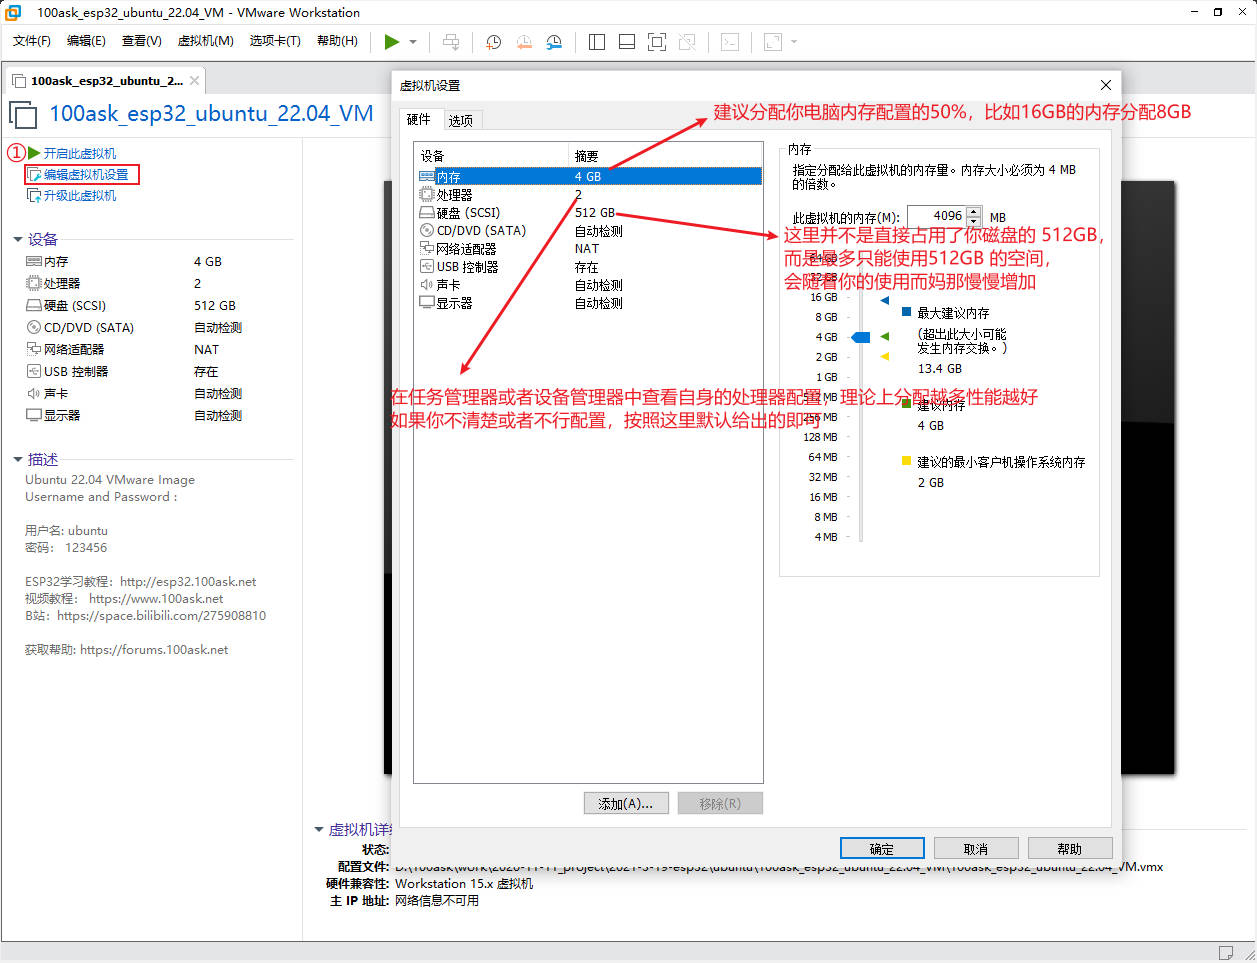 100ask_esp32_ubuntu_22.04_VM - VMware Workstation
文件(F) 编辑(E) 查看(V) 虚拟机(M) 选项卡(T) 帮助(H)
100ask_esp32_ubuntu_2...
100ask_esp32_ubuntu_22.04_VM
① 开启此虚拟机
编辑虚拟机设置
升级此虚拟机
设备
内存 4 GB
处理器 2
硬盘 (SCSI) 512 GB
CD/DVD (SATA) 自动检测
网络适配器 NAT
USB 控制器 存在
声卡 自动检测
显示器 自动检测
描述
Ubuntu 22.04 VMware Image
Username and Password :
用户名: ubuntu
密码: 123456
ESP32学习教程: http://esp32.100ask.net
视频教程: https://www.100ask.net
B站: https://space.bilibili.com/275908810
获取帮助: https://forums.100ask.net
虚拟机设置
硬件 选项
建议分配你电脑内存配置的50%，比如16GB的内存分配8GB
设备 摘要
内存 4 GB
处理器 2
硬盘 (SCSI) 512 GB
CD/DVD (SATA) 自动检测
网络适配器 NAT
USB 控制器 存在
声卡 自动检测
显示器 自动检测
添加(A)... 移除(R)
内存
指定分配给此虚拟机的内存量。内存大小必须为 4 MB
的倍数。
此虚拟机的内存(M): 4096 MB
这里并不是直接占用了你磁盘的 512GB，
而是最多只能使用512GB 的空间，
会随着你的使用而妈那慢慢增加
64 GB
32 GB
16 GB
8 GB
4 GB
2 GB
1 GB
512 MB
256 MB
128 MB
64 MB
32 MB
16 MB
8 MB
4 MB
最大建议内存
(超出此大小可能
发生内存交换。)
13.4 GB
建议内存
4 GB
建议的最小客户机操作系统内存
2 GB
在任务管理器或者设备管理器中查看自身的处理器配置，理论上分配越多性能越好
如果你不清楚或者不行配置，按照这里默认给出的即可
确定 取消 帮助
虚拟机详
状态:
配置文件: D:\100ask\work\2020-11-11_project\2021-3-19-esp32\ubuntu\100ask_esp32_ubuntu_22.04_VM\100ask_esp32_ubuntu_22.04_VM.vmx
硬件兼容性: Workstation 15.x 虚拟机
主 IP 地址: 网络信息不可用